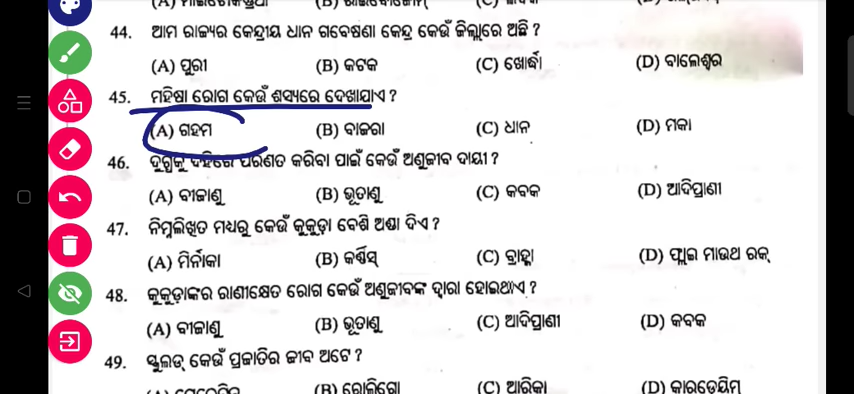 44. ଆମ ରାଜ୍ୟର କେନ୍ଦ୍ରୀୟ ଧାନ ଗବେଷଣା କେନ୍ଦ୍ର କେଉଁ ଜିଲ୍ଲାରେ ଅଛି ?
(A) ପୁରୀ (B) କଟକ (C) ଖୋର୍ଦ୍ଧା (D) ବାଲେଶ୍ୱର
45. ମହିଷା ରୋଗ କେଉଁ ଶସ୍ୟରେ ଦେଖାଯାଏ ?
(A) ଗହମ (B) ବାଜରା (C) ଧାନ (D) ମକା
46. ଦୁଗ୍ଧକୁ ଦହିରେ ପରିଣତ କରିବା ପାଇଁ କେଉଁ ଅଣୁଜୀବ ଦାୟୀ ?
(A) ବୀଜାଣୁ (B) ଭୂତାଣୁ (C) କବକ (D) ଆଦିପ୍ରାଣୀ
47. ନିମ୍ନଲିଖିତ ମଧ୍ୟରୁ କେଉଁ କୁକୁଡ଼ା ବେଶି ଅଣ୍ଡା ଦିଏ ?
(A) ମିର୍ନାକା (B) କର୍ଣ୍ଣିସ୍ (C) ବ୍ରାହ୍ମା (D) ପ୍ଲାଇ ମାଉଥ ରକ୍
48. କୁକୁଡ଼ାଙ୍କର ରାଣୀକ୍ଷେତ ରୋଗ କେଉଁ ଅଣୁଜୀବଙ୍କ ଦ୍ୱାରା ହୋଇଥାଏ ?
(A) ବୀଜାଣୁ (B) ଭୂତାଣୁ (C) ଆଦିପ୍ରାଣୀ (D) କବକ
49. ସ୍କୁଲଡ୍ କେଉଁ ପ୍ରଜାତିର ଜୀବ ଅଟେ ?
(B) ରୋଲିଗୋ (C) ଆରିକା (D) କାରଡେୟିମ୍